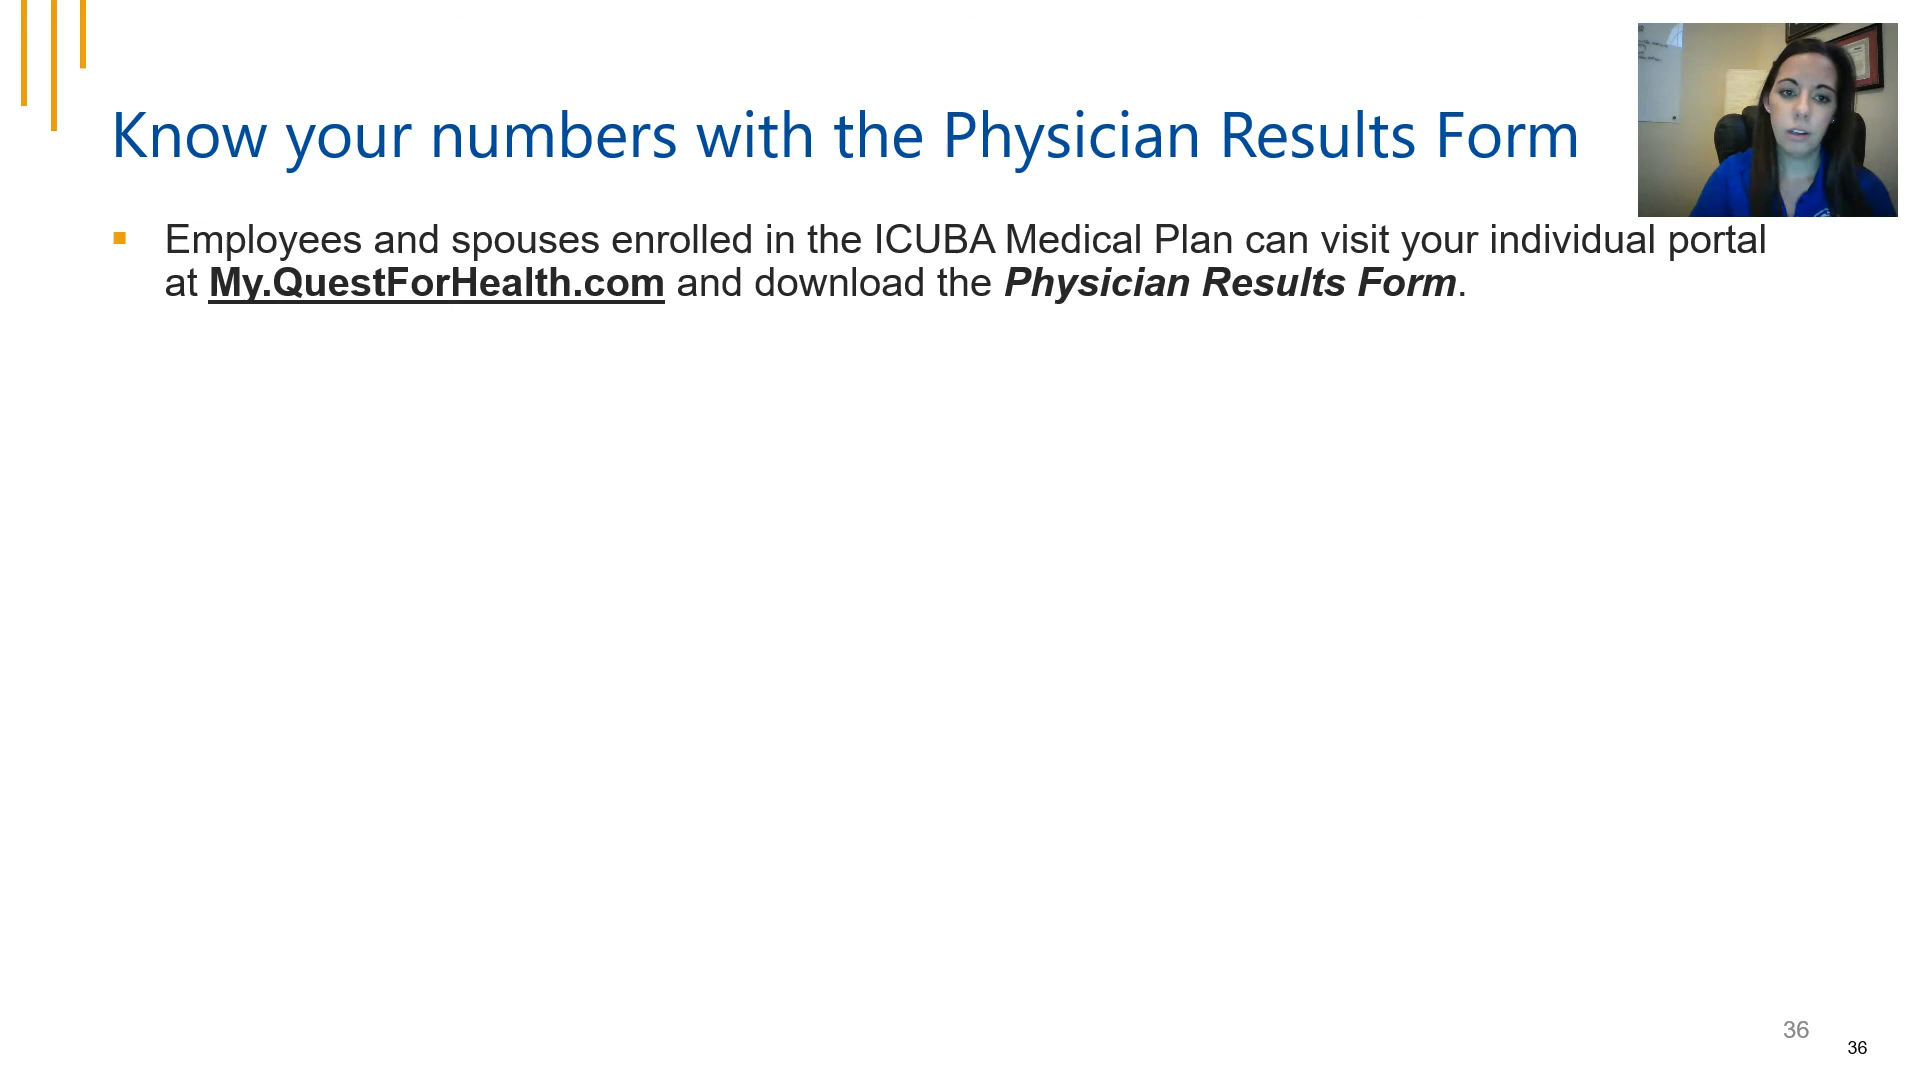 Know your numbers with the Physician Results Form
Employees and spouses enrolled in the ICUBA Medical Plan can visit your individual portal
at My.QuestForHealth.com and download the Physician Results Form.
36
36